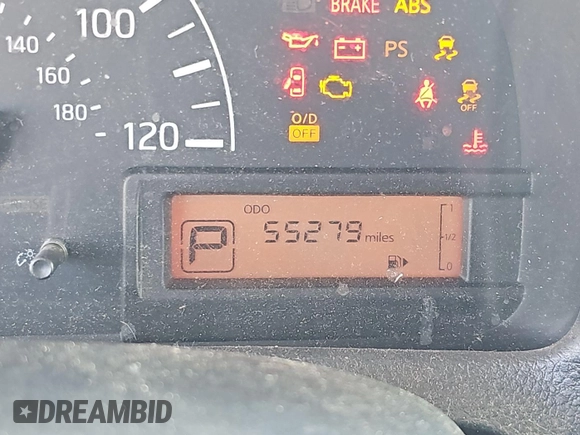 100
BRAKE ABS
140
PS
160
180
120
O/D
OFF
OFF
ODO
55279 miles
P
1
1/2
0
DREAMBID